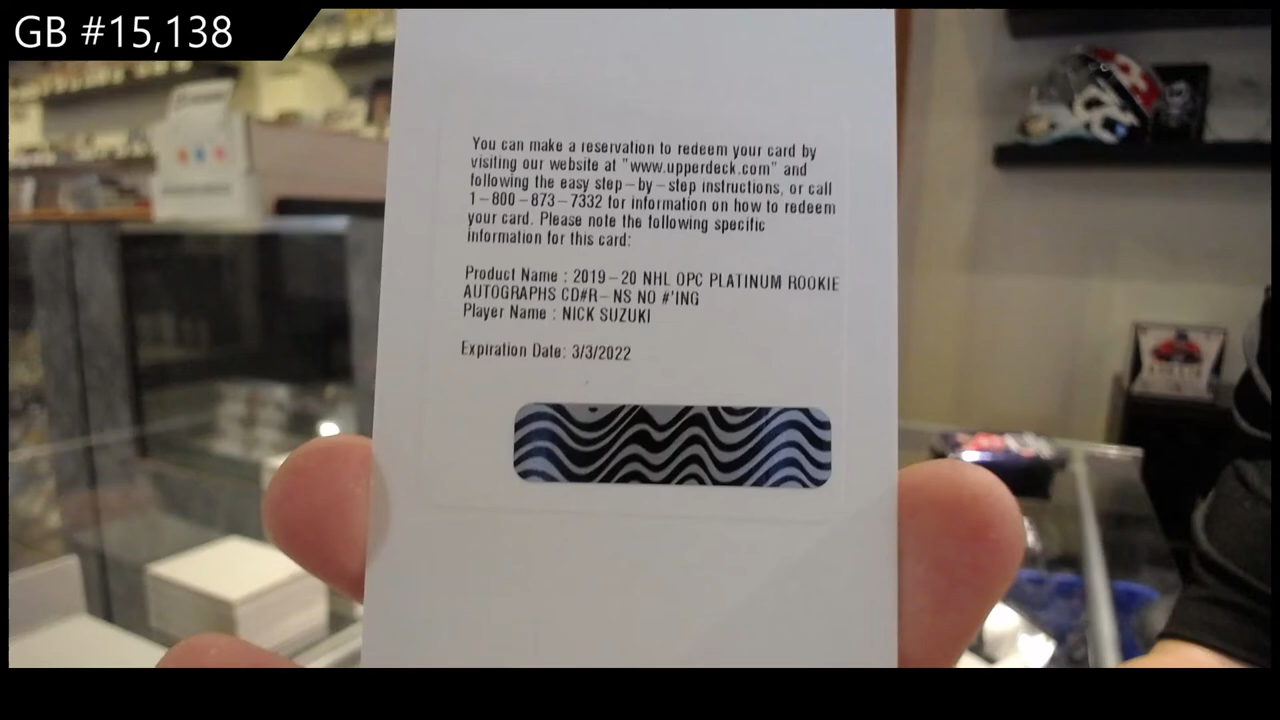 GB #15,138
You can make a reservation to redeem your card by
visiting our website at "www.upperdeck.com" and
following the easy step-by-step instructions, or call
1-800-873-7332 for information on how to redeem
your card. Please note the following specific
information for this card:
Product Name : 2019-20 NHL OPC PLATINUM ROOKIE
AUTOGRAPHS CD#R-NS NO #'ING
Player Name : NICK SUZUKI
Expiration Date: 3/3/2022